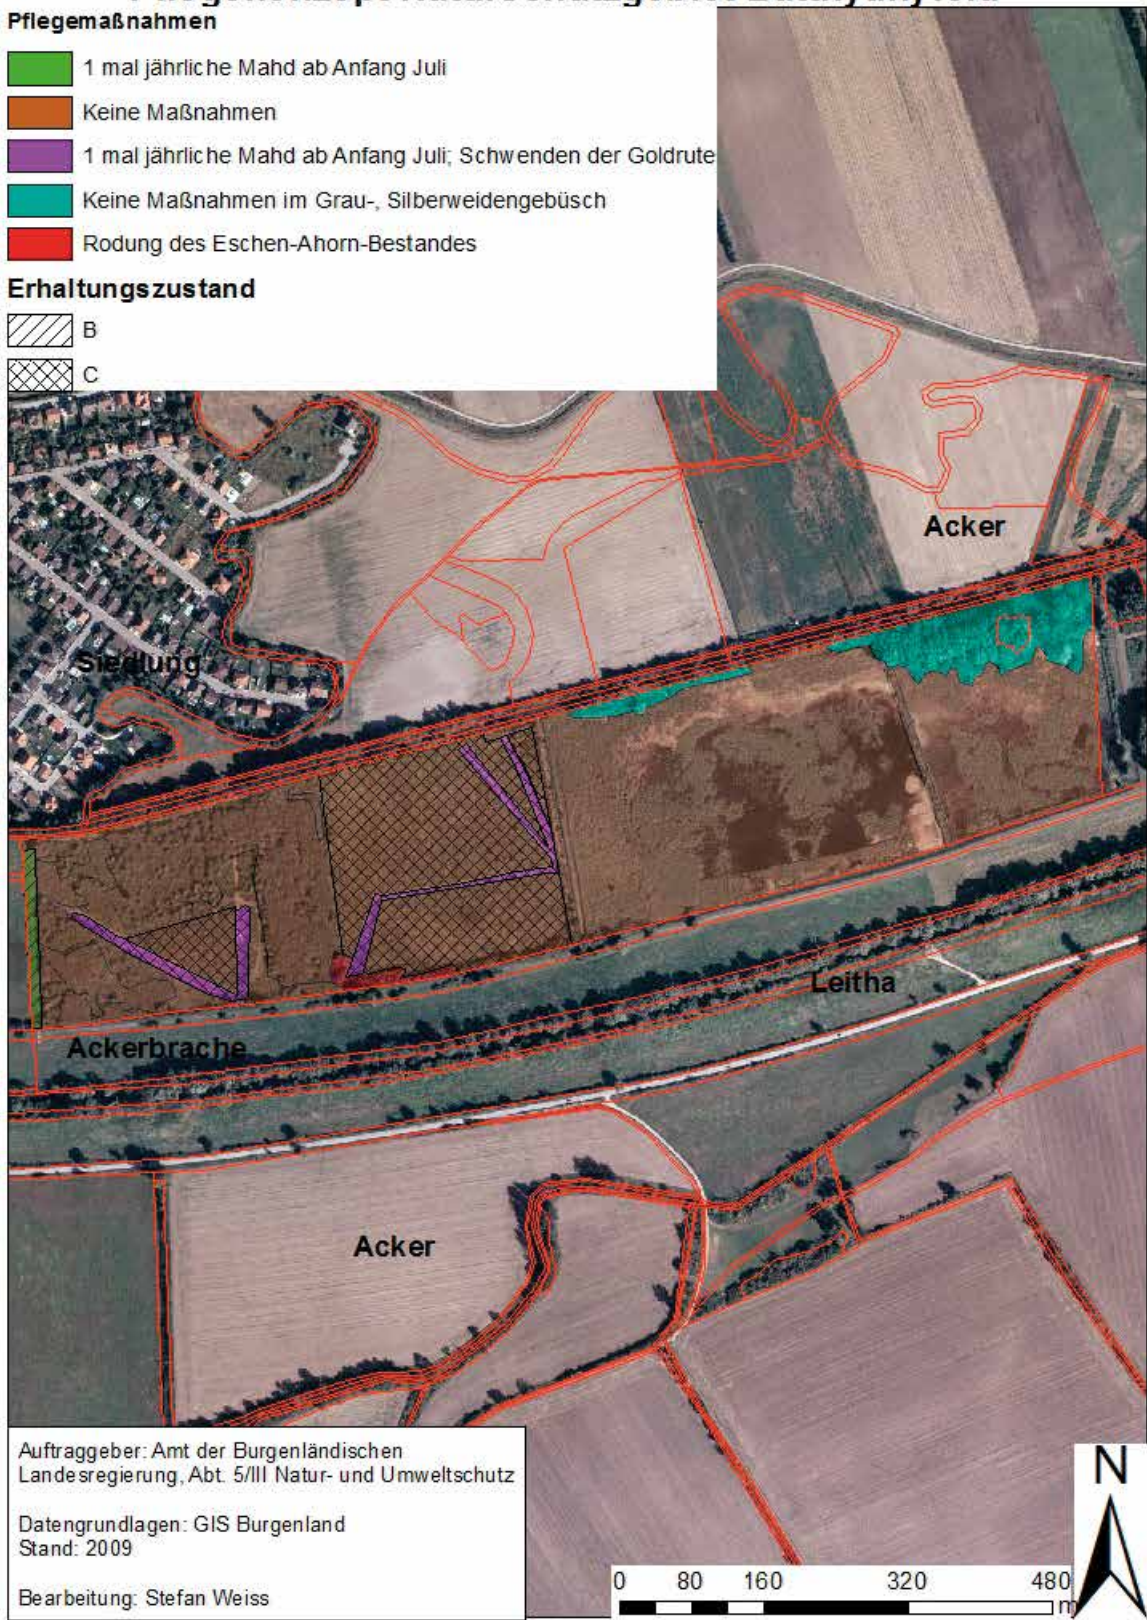 Pflegemaßnahmen
1 mal jährliche Mahd ab Anfang Juli
Keine Maßnahmen
1 mal jährliche Mahd ab Anfang Juli; Schwenden der Goldrute
Keine Maßnahmen im Grau-, Silberweidengebüsch
Rodung des Eschen-Ahorn-Bestandes
Erhaltungszustand
B
C
Acker
Siedlung
Leitha
Ackerbrache
Acker
Auftraggeber: Amt der Burgenländischen
Landesregierung, Abt. 5/III Natur- und Umweltschutz
Datengrundlagen: GIS Burgenland
Stand: 2009
Bearbeitung: Stefan Weiss
N
0 80 160 320 480
m